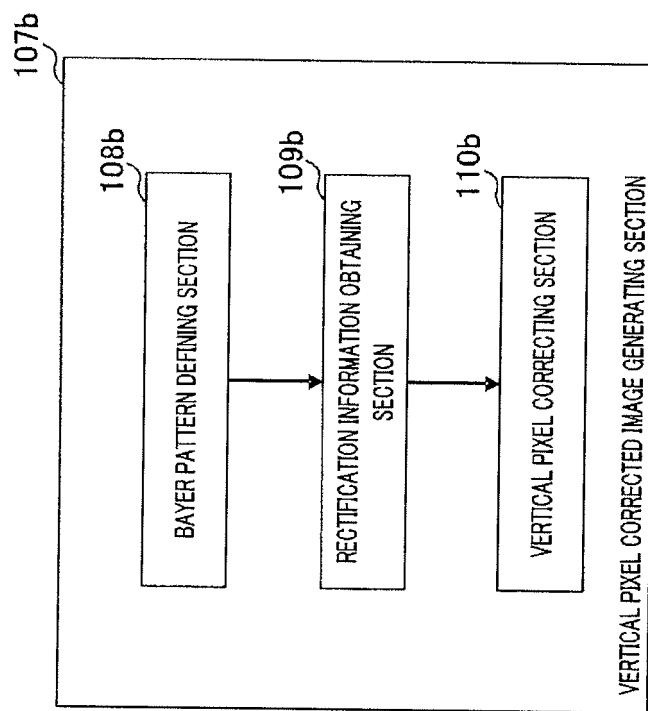 107b
108b
BAYER PATTERN DEFINING SECTION
109b
RECTIFICATION INFORMATION OBTAINING
SECTION
110b
VERTICAL PIXEL CORRECTING SECTION
VERTICAL PIXEL CORRECTED IMAGE GENERATING SECTION